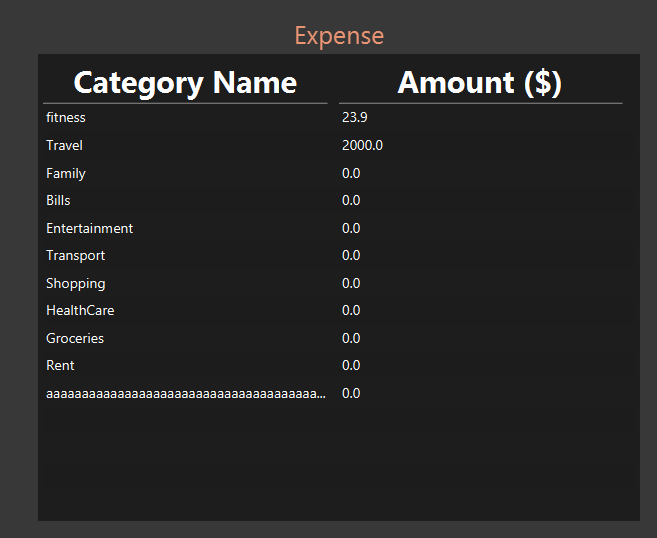 Expense
Category Name Amount ($)
fitness 23.9
Travel 2000.0
Family 0.0
Bills 0.0
Entertainment 0.0
Transport 0.0
Shopping 0.0
HealthCare 0.0
Groceries 0.0
Rent 0.0
aaaaaaaaaaaaaaaaaaaaaaaaaaaaaaaaaaaaaaa... 0.0